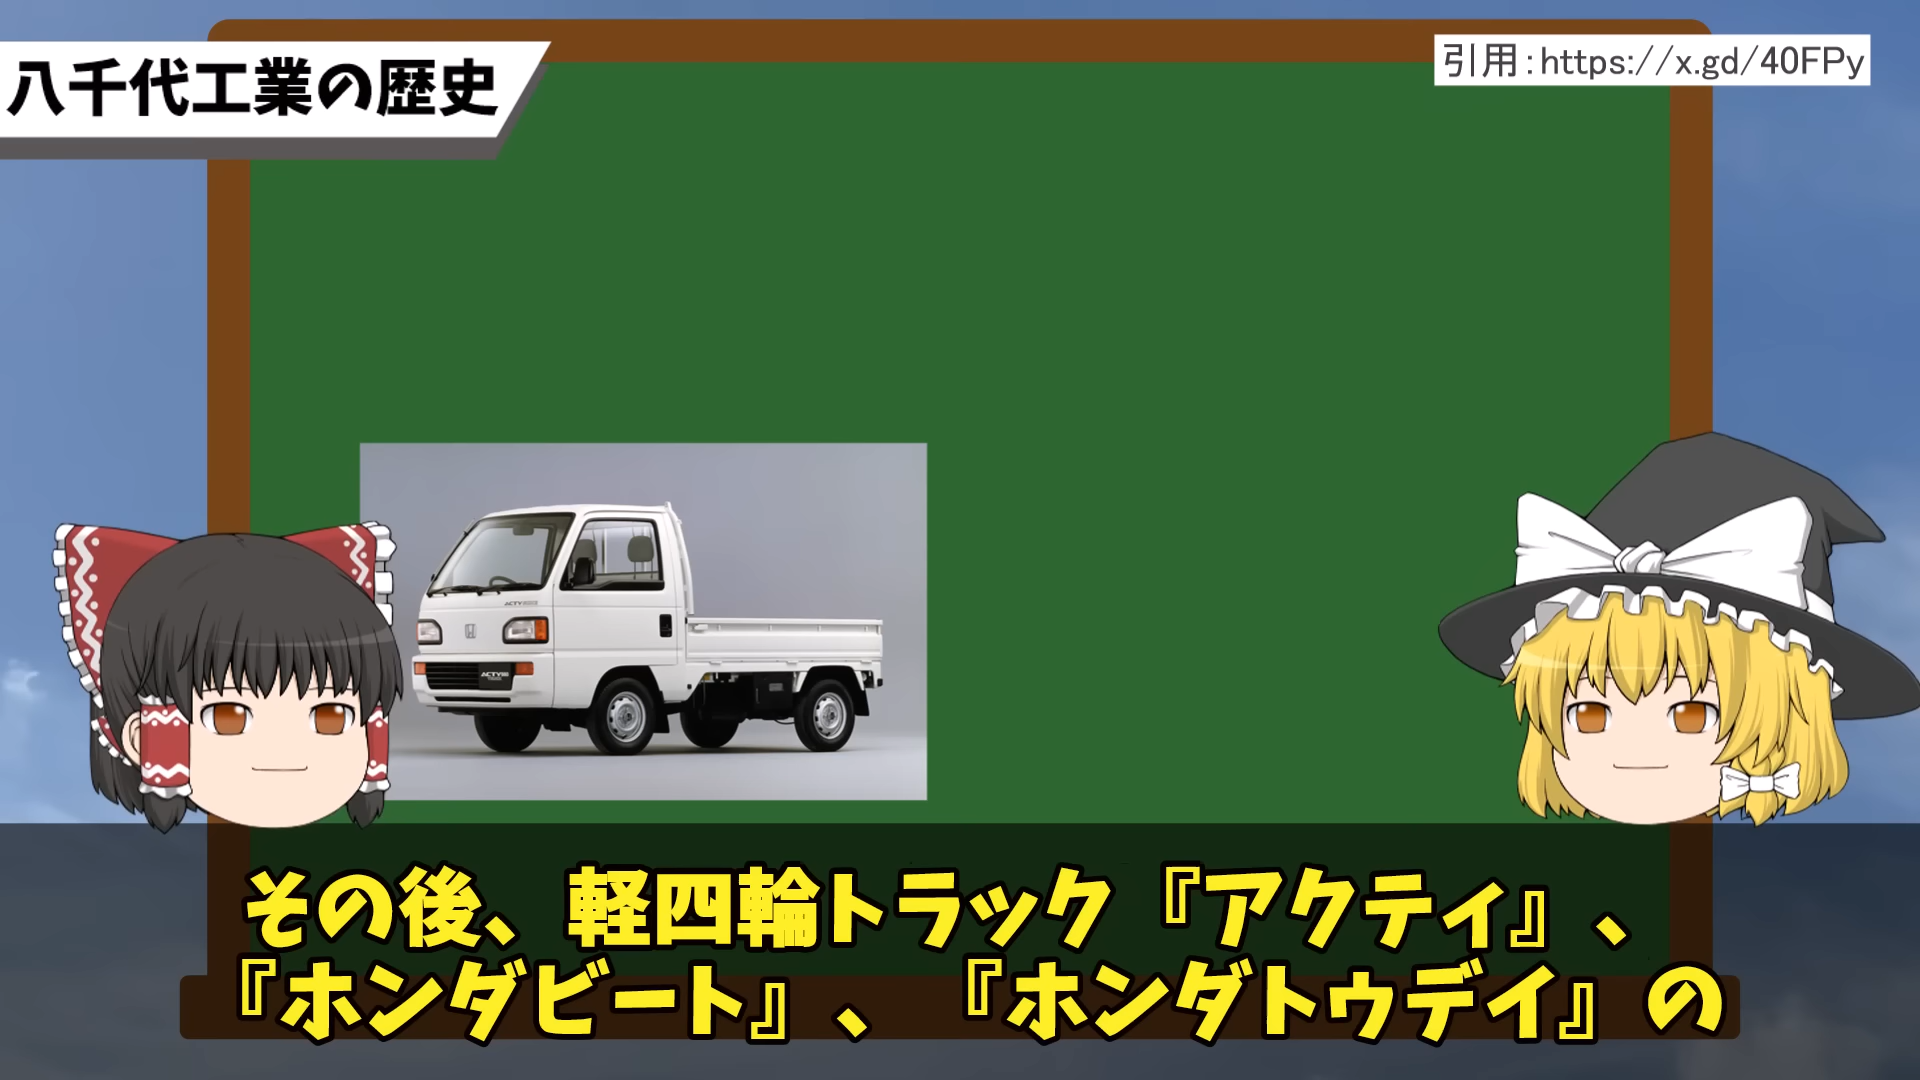 八千代工業の歴史
引用:https://x.gd/40FPy
ACTY
ACTY
その後、軽四輪トラック『アクティ』、
『ホンダビート』、『ホンダトゥデイ』の